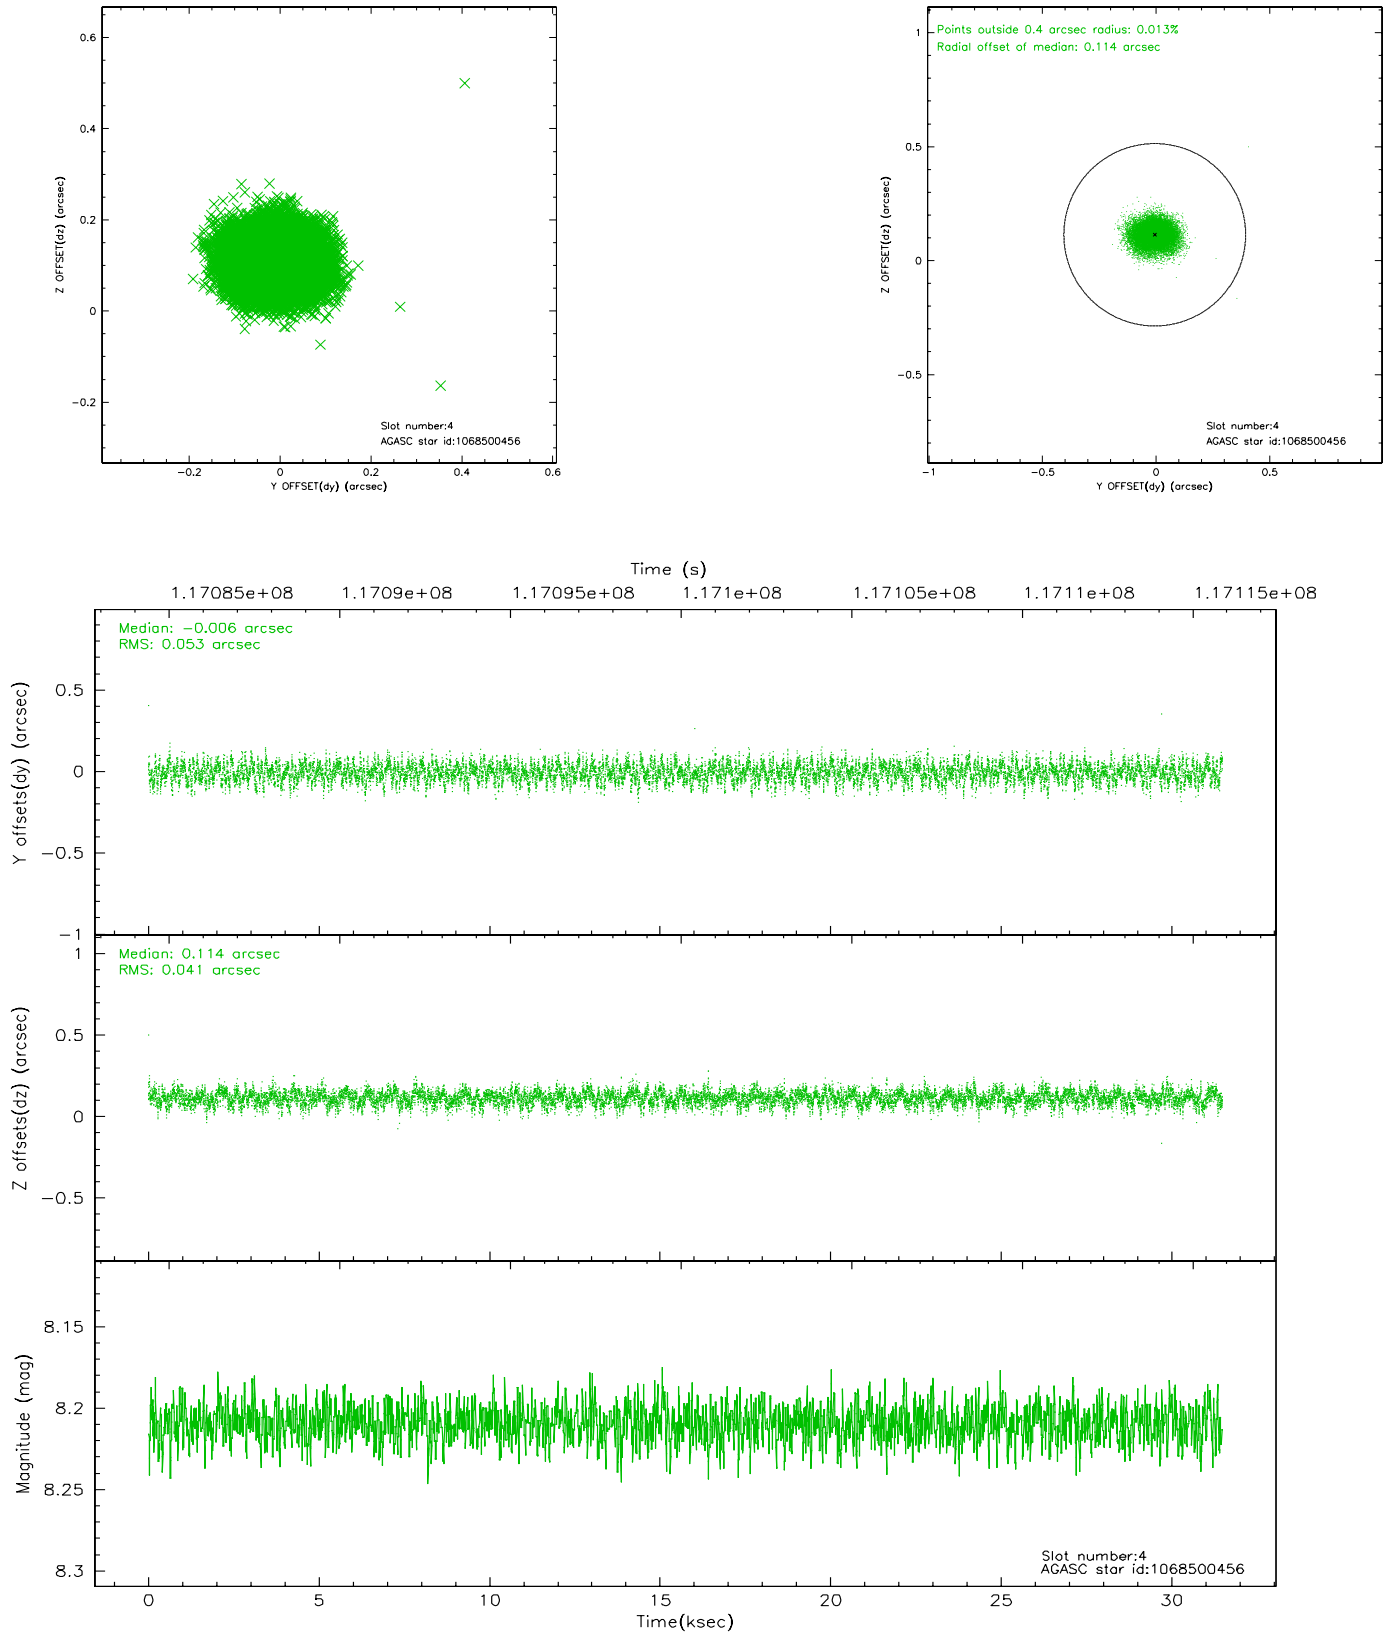 0.6
0.4
0.2
0
−0.2
Z OFFSET(dz) (arcsec)
Slot number:4
AGASC star id:1068500456
−0.2 0 0.2 0.4 0.6
Y OFFSET(dy) (arcsec)
Points outside 0.4 arcsec radius: 0.013%
Radial offset of median: 0.114 arcsec
1
0.5
0
−0.5
Z OFFSET(dz) (arcsec)
Slot number:4
AGASC star id:1068500456
−1 −0.5 0 0.5
Y OFFSET(dy) (arcsec)
Time (s)
1.17085e+08 1.1709e+08 1.17095e+08 1.171e+08 1.17105e+08 1.1711e+08 1.17115e+08
Median: −0.006 arcsec
RMS: 0.053 arcsec
0.5
0
−0.5
−1
Y offsets(dy) (arcsec)
Median: 0.114 arcsec
RMS: 0.041 arcsec
1
0.5
0
−0.5
Z offsets(dz) (arcsec)
8.15
8.2
8.25
8.3
Magnitude (mag)
Slot number:4
AGASC star id:1068500456
0 5 10 15 20 25 30
Time(ksec)